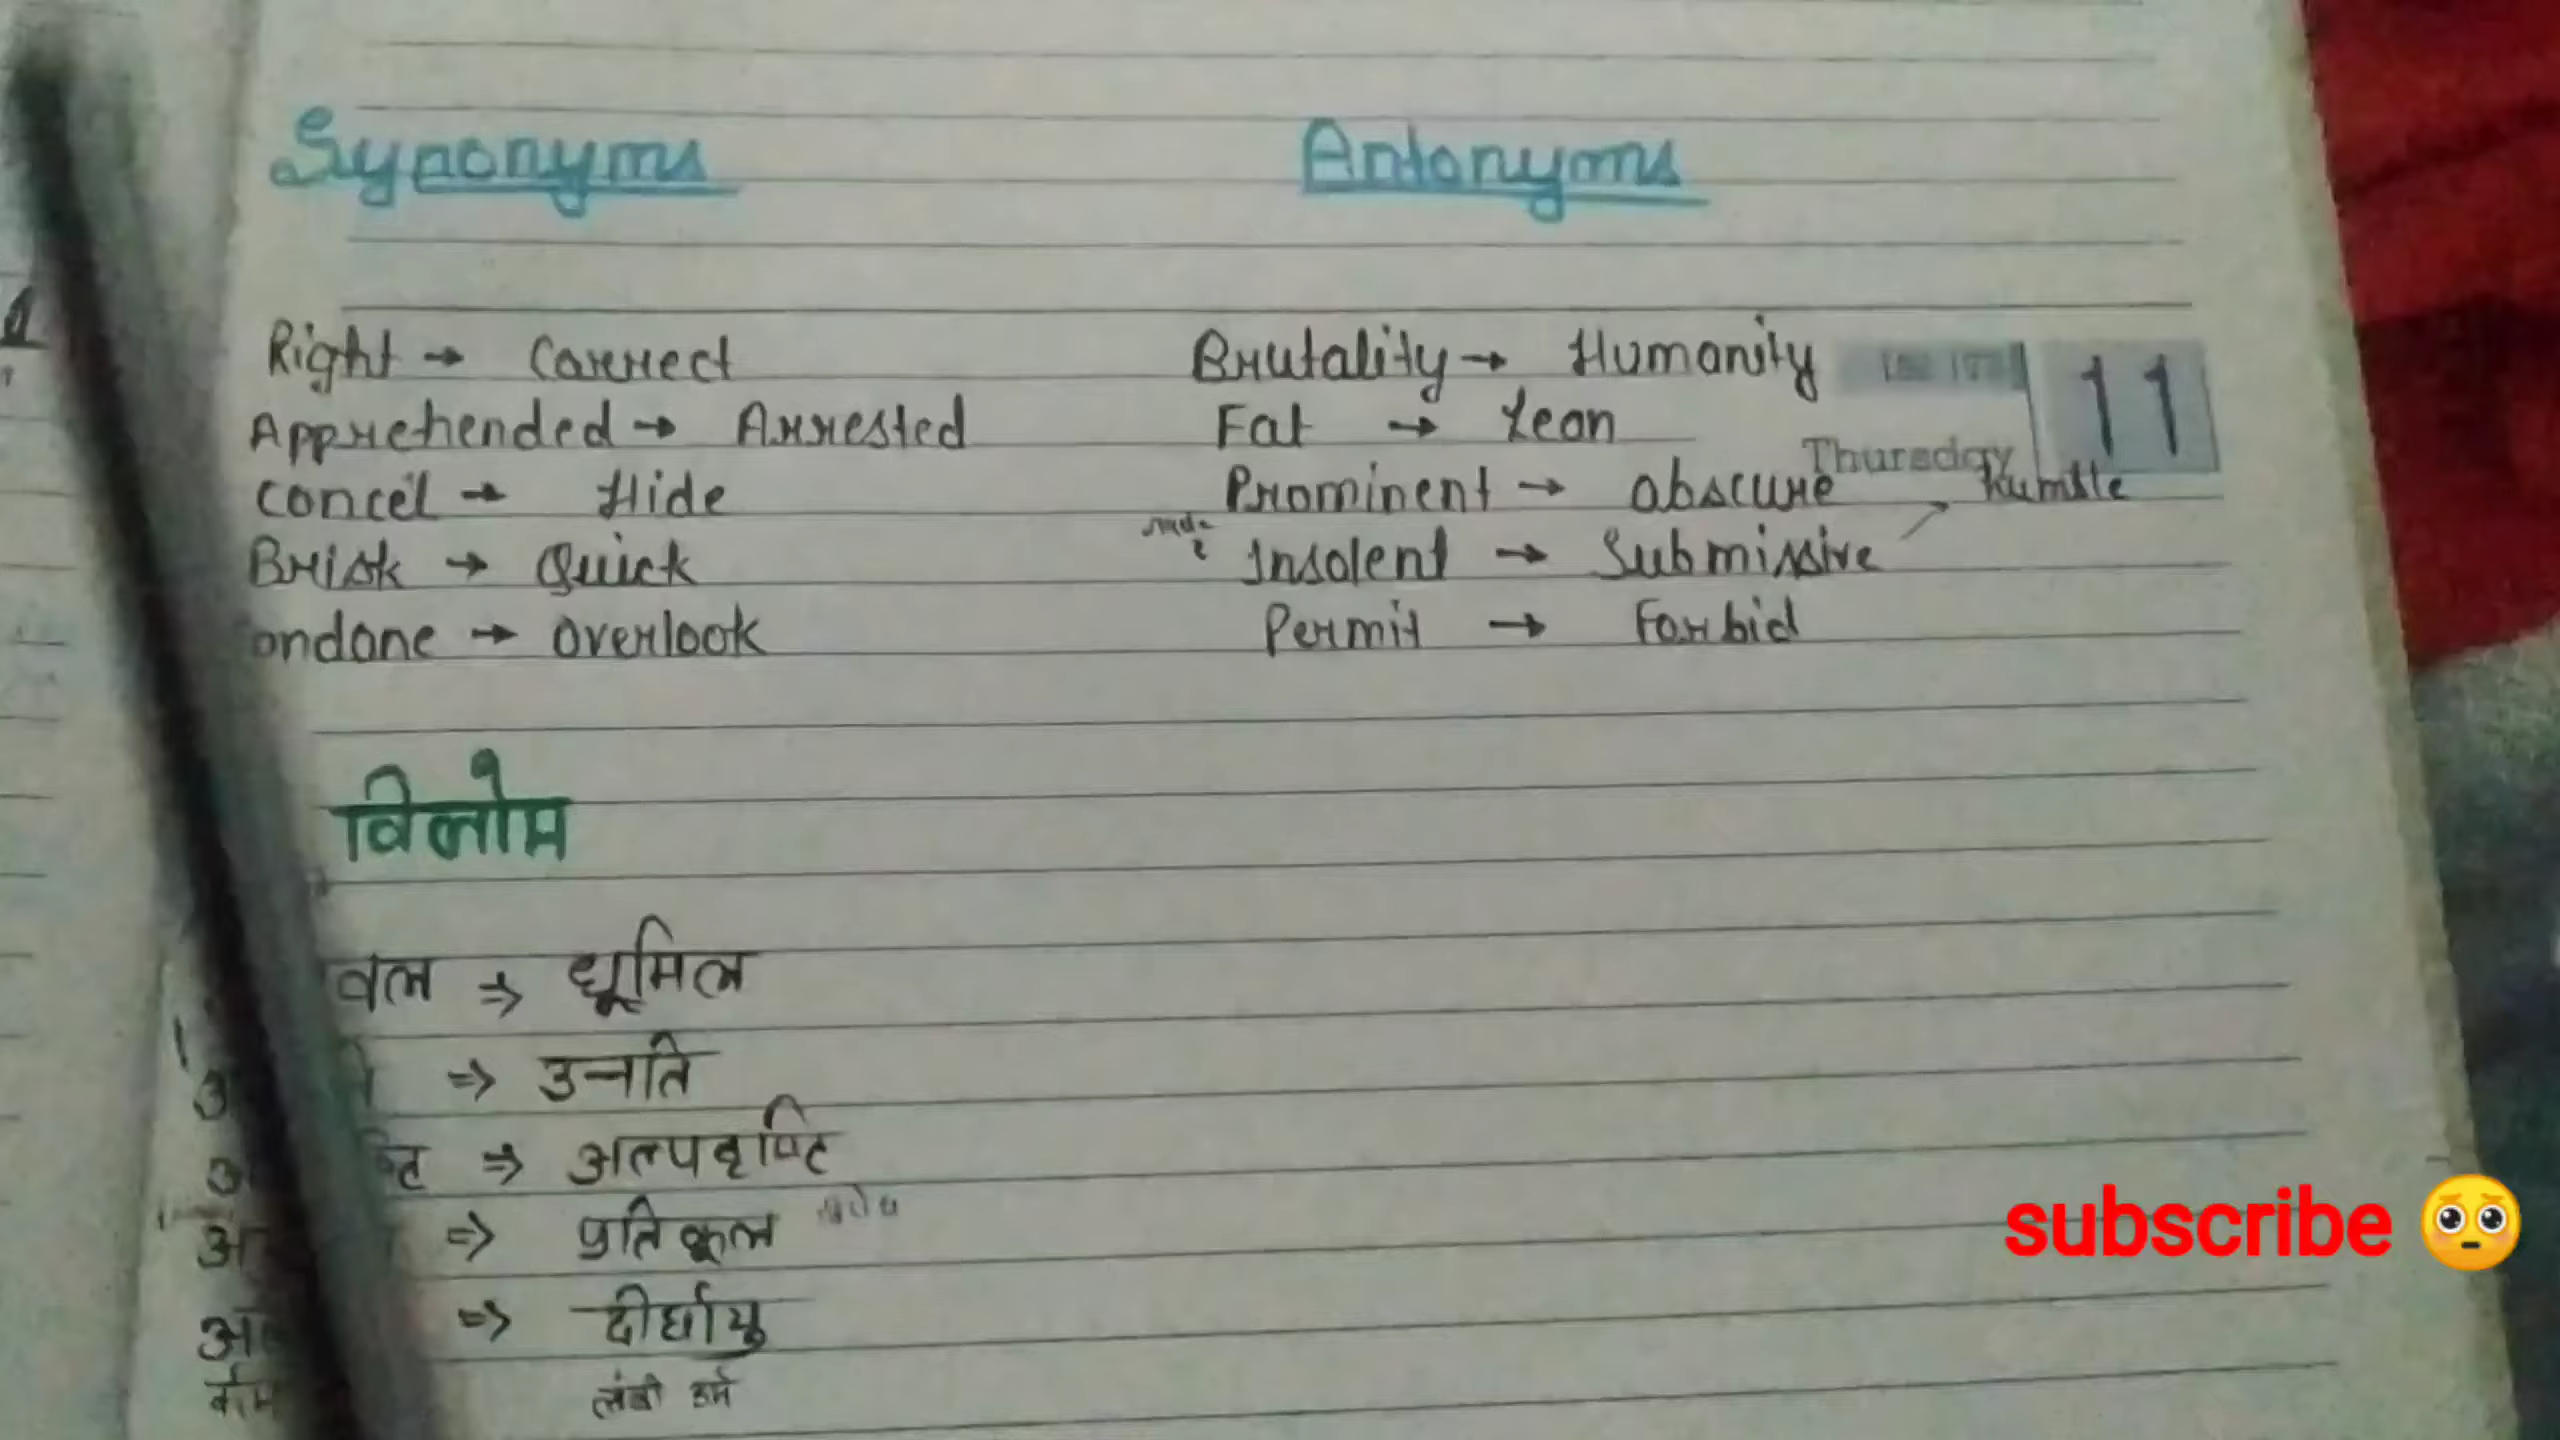 Synonyms
Antonyms
Right → Correct
Apprehended → Arrested
Concel → Hide
Brisk → Quick
ondone → Overlook
Brutality → Humanity
11
Fat → Lean
Thursday
Prominent → obscure
Humble
Insolent → Submissive
Permit → Forbid
विलोम
वल ⇒ धूमिल
⇒ उन्नति
⇒ अल्पवृष्टि
⇒ प्रतिकूल
⇒ दीर्घायु
लंबी उम्र
subscribe 🥺